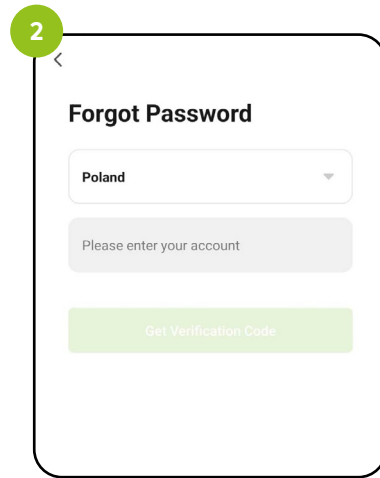 2
Forgot Password
Poland
Please enter your account
Get Verification Code